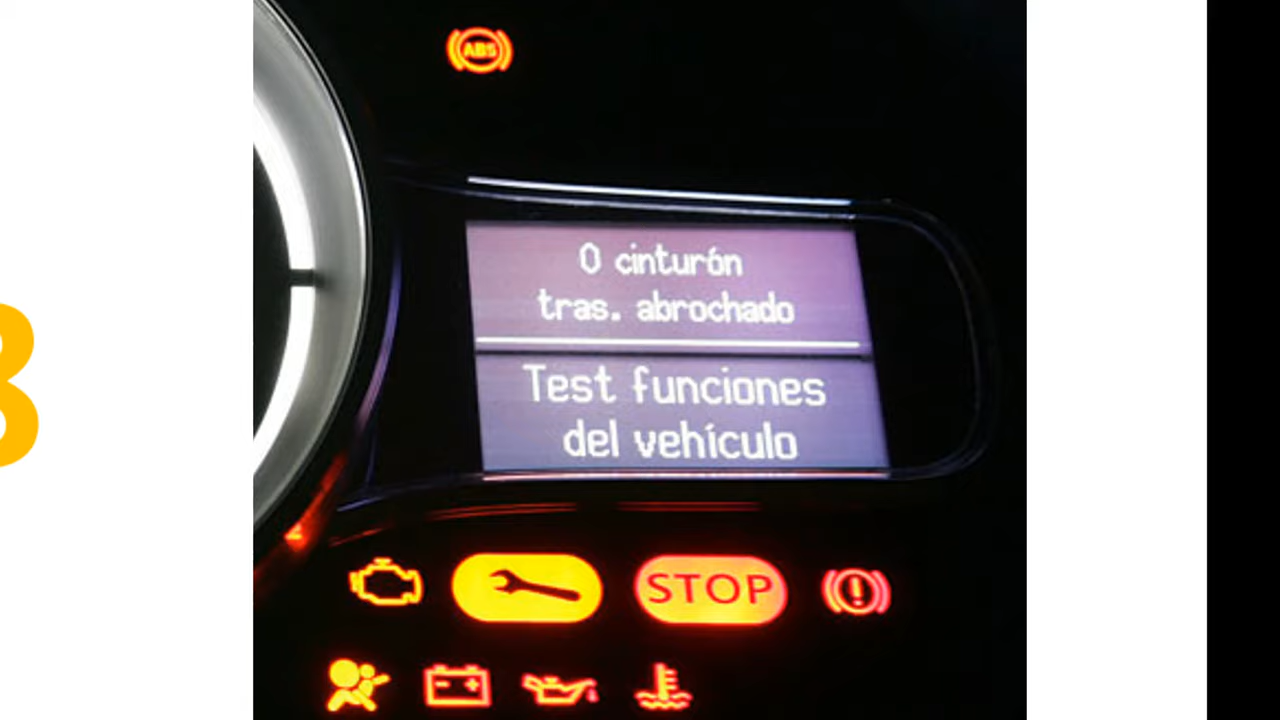 ABS
0 cinturón
tras. abrochado
Test funciones
del vehículo
STOP